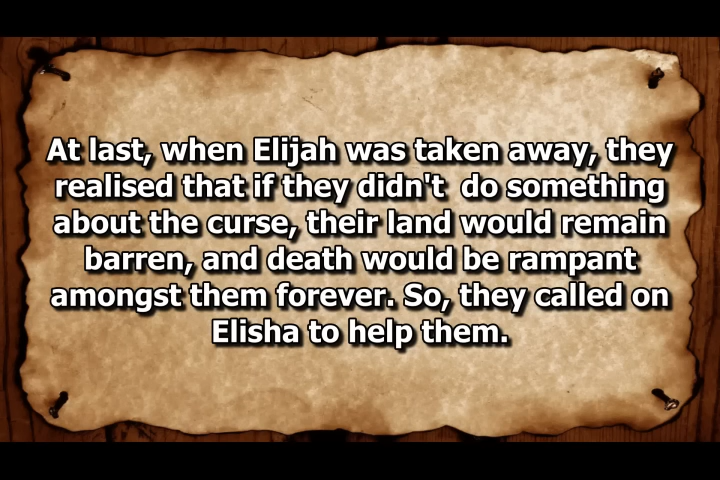 At last, when Elijah was taken away, they
realised that if they didn't  do something
about the curse, their land would remain
barren, and death would be rampant
amongst them forever. So, they called on
Elisha to help them.